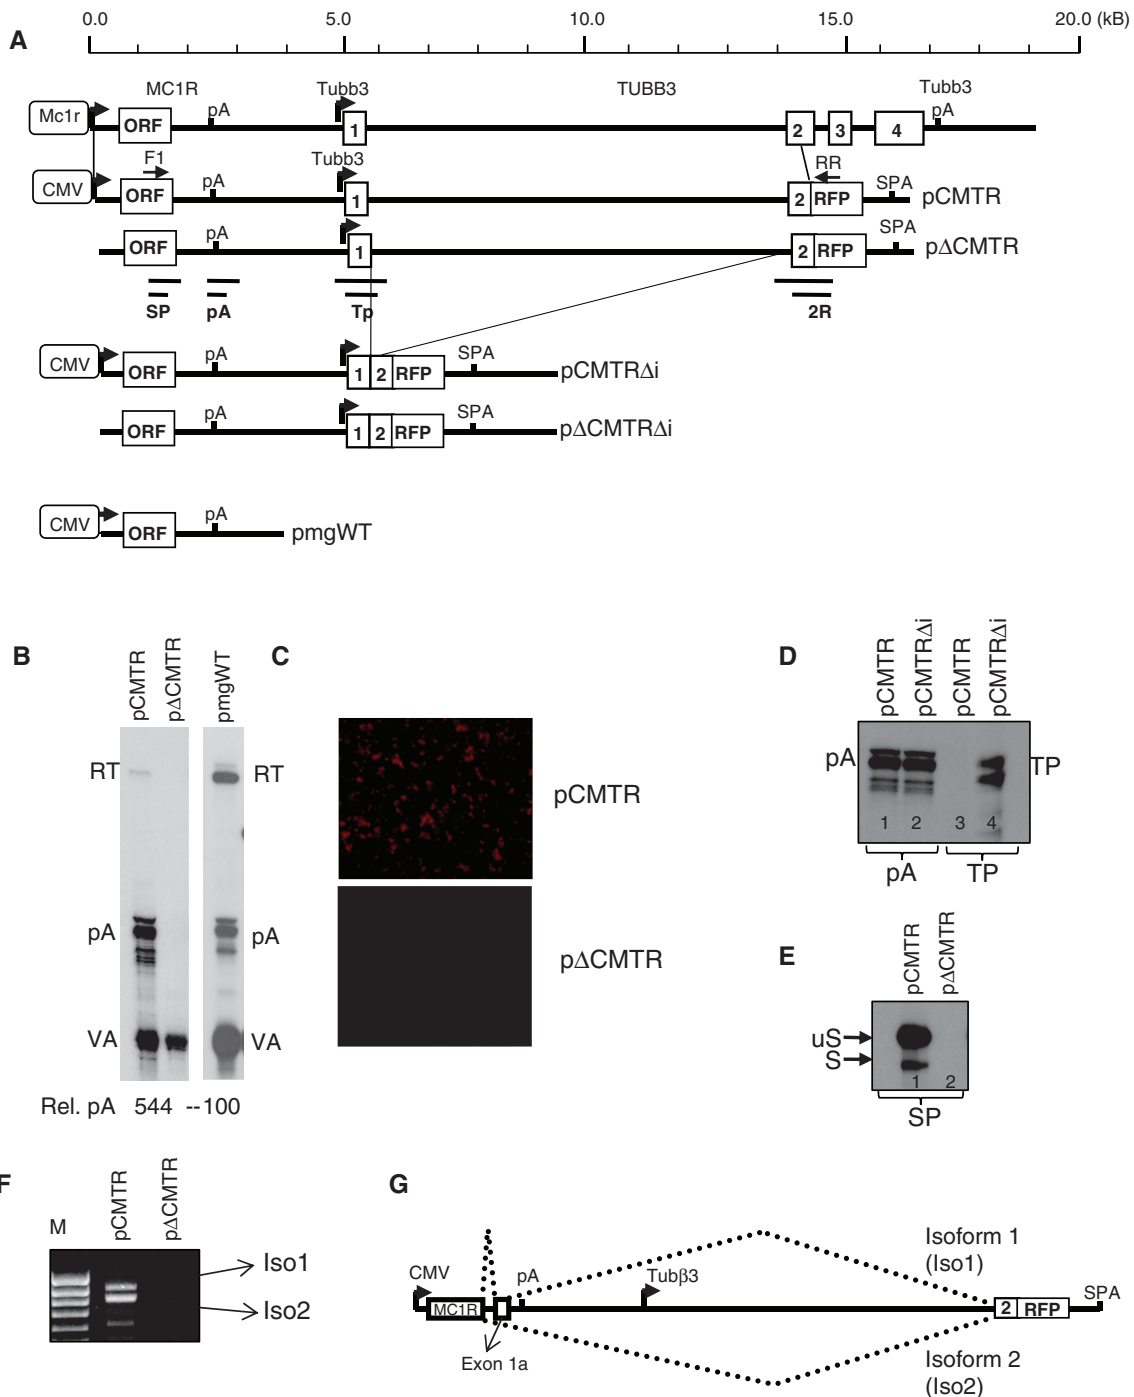 0.0 5.0 10.0 15.0 20.0 (kB)
A
MC1R Tubb3 TUBB3 Tubb3
Mc1r ORF pA 1 2 3 4 pA
F1 Tubb3 RR
CMV ORF pA 1 2 RFP SPA pCMTR
ORF pA 1 2 RFP SPA pΔCMTR
SP pA Tp 2R
CMV ORF pA 1 2 RFP SPA pCMTRΔi
ORF pA 1 2 RFP SPA pΔCMTRΔi
CMV ORF pA pmgWT
B
pCMTR pΔCMTR pmgWT
RT RT
pA pA
VA VA
Rel. pA 544 --100
C
pCMTR
pΔCMTR
D
pCMTR pCMTRΔi pCMTR pCMTRΔi
pA TP
1 2 3 4
pA TP
E
pCMTR pΔCMTR
uS
S
1 2
SP
F
M pCMTR pΔCMTR
Iso1
Iso2
G
CMV pA Tubβ3 SPA
MC1R 2 RFP
Exon 1a
Isoform 1
(Iso1)
Isoform 2
(Iso2)